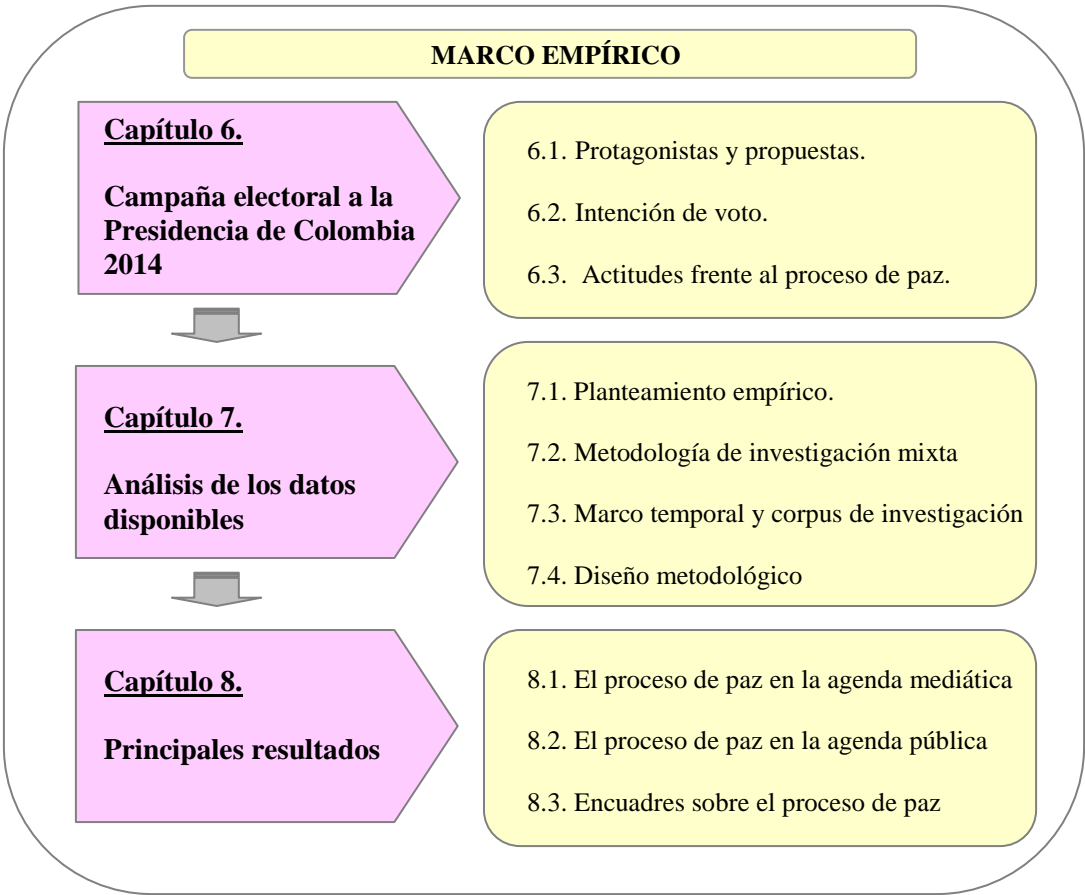 MARCO EMPÍRICO
Capítulo 6.
Campaña electoral a la
Presidencia de Colombia
2014
6.1. Protagonistas y propuestas.
6.2. Intención de voto.
6.3. Actitudes frente al proceso de paz.
Capítulo 7.
Análisis de los datos
disponibles
7.1. Planteamiento empírico.
7.2. Metodología de investigación mixta
7.3. Marco temporal y corpus de investigación
7.4. Diseño metodológico
Capítulo 8.
Principales resultados
8.1. El proceso de paz en la agenda mediática
8.2. El proceso de paz en la agenda pública
8.3. Encuadres sobre el proceso de paz